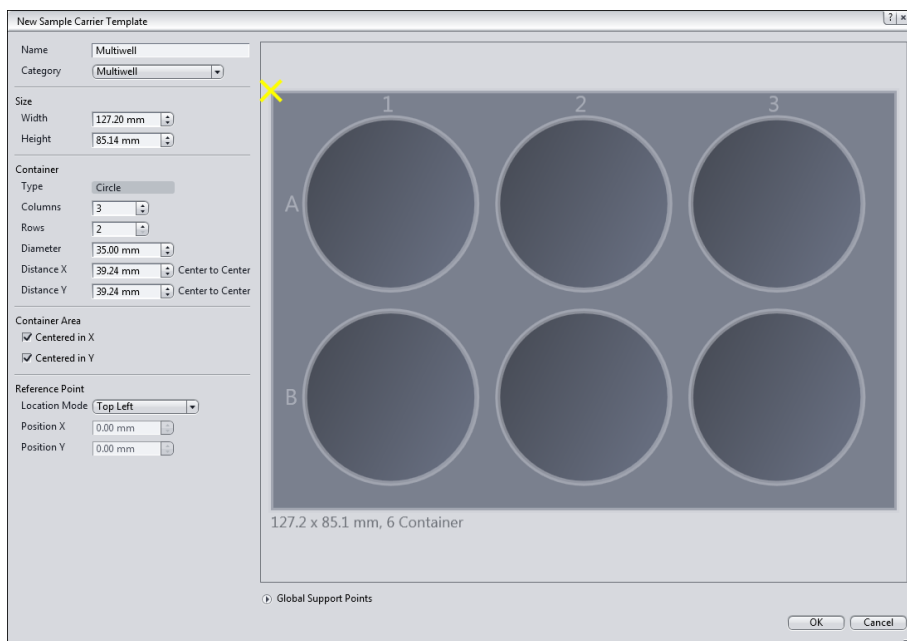 New Sample Carrier Template
? ×
Name Multiwell
Category Multiwell
Size
Width 127.20 mm
Height 85.14 mm
Container
Type Circle
Columns 3
Rows 2
Diameter 35.00 mm
Distance X 39.24 mm Center to Center
Distance Y 39.24 mm Center to Center
Container Area
Centered in X
Centered in Y
Reference Point
Location Mode Top Left
Position X 0.00 mm
Position Y 0.00 mm
1 2 3
A
B
127.2 x 85.1 mm, 6 Container
Global Support Points
OK Cancel